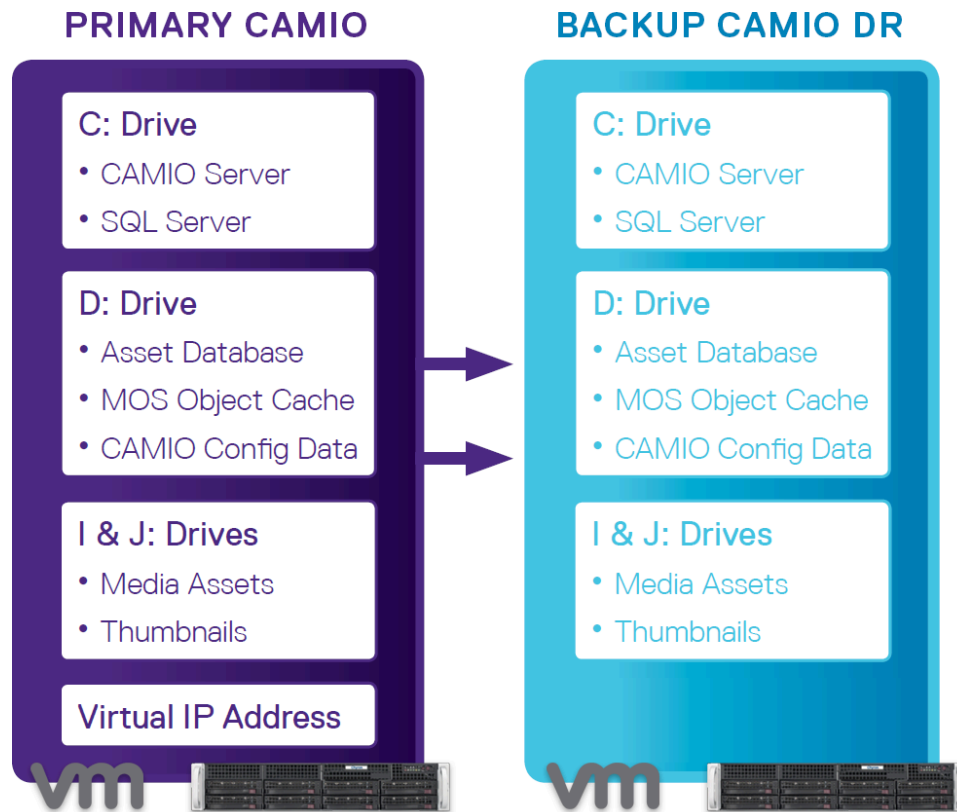 PRIMARY CAMIO
C: Drive
• CAMIO Server
• SQL Server
D: Drive
• Asset Database
• MOS Object Cache
• CAMIO Config Data
I & J: Drives
• Media Assets
• Thumbnails
Virtual IP Address
vm
BACKUP CAMIO DR
C: Drive
• CAMIO Server
• SQL Server
D: Drive
• Asset Database
• MOS Object Cache
• CAMIO Config Data
I & J: Drives
• Media Assets
• Thumbnails
vm